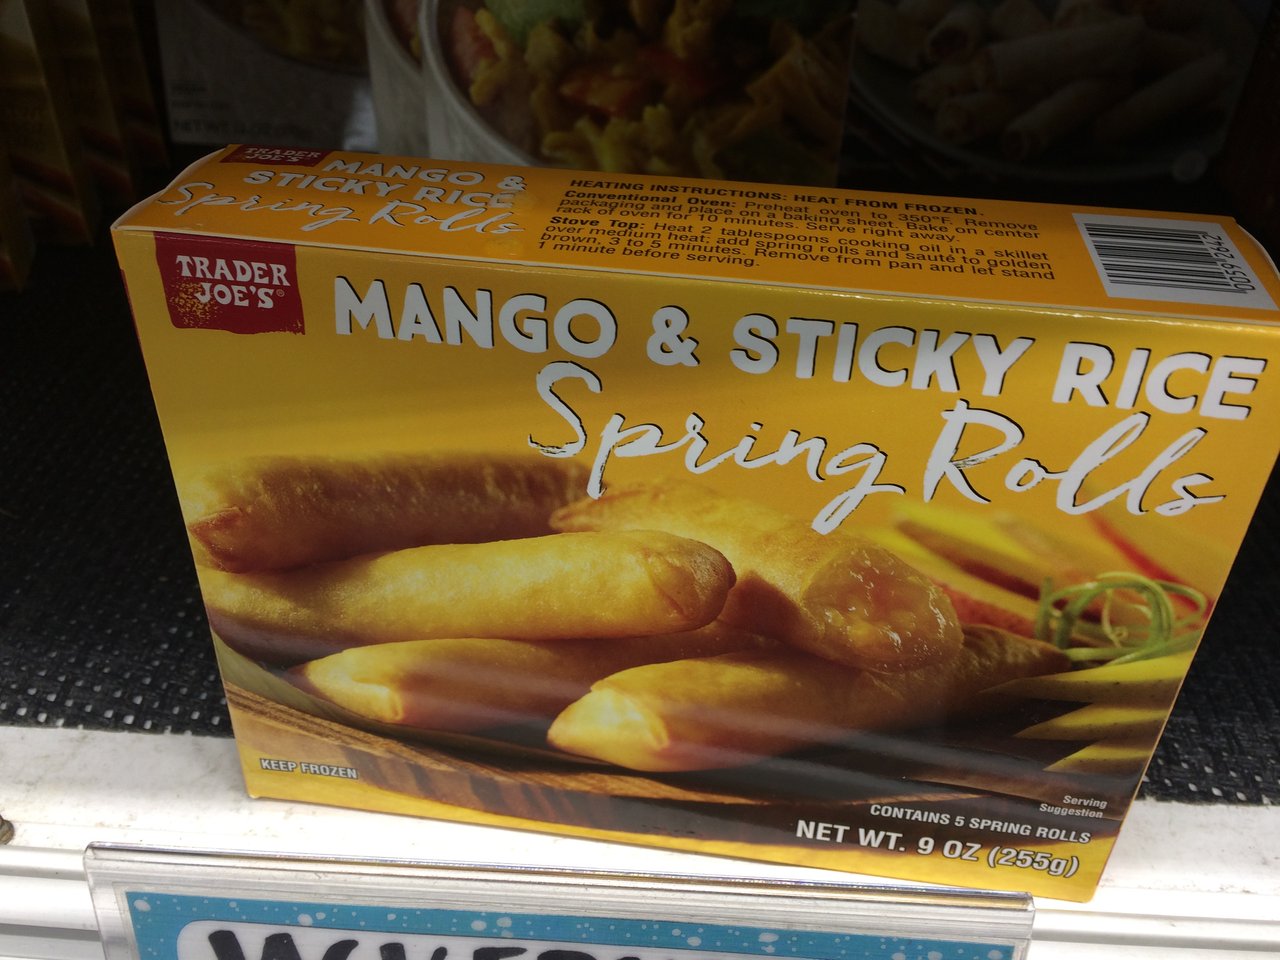 TRADER
JOE'S
MANGO &
STICKY RICE
Spring Rolls
HEATING INSTRUCTIONS: HEAT FROM FROZEN.
Conventional Oven: Preheat oven to 350°F. Remove
packaging and place on a baking sheet. Bake on center
rack of oven for 10 minutes. Serve right away.
Stove Top: Heat 2 tablespoons cooking oil in a skillet
over medium heat; add spring rolls and sauté to golden
brown, 3 to 5 minutes. Remove from pan and let stand
1 minute before serving.
TRADER
JOE'S®
MANGO & STICKY RICE
Spring Rolls
KEEP FROZEN
Serving
Suggestion
CONTAINS 5 SPRING ROLLS
NET WT. 9 OZ (255g)